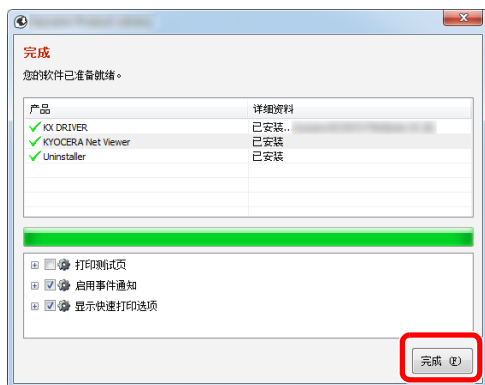 完成
您的软件已准备就绪。
产品 详细资料
KX DRIVER 已安装..
KYOCERA Net Viewer 已安装
Uninstaller 已安装
打印测试页
启用事件通知
显示快速打印选项
完成 (F)